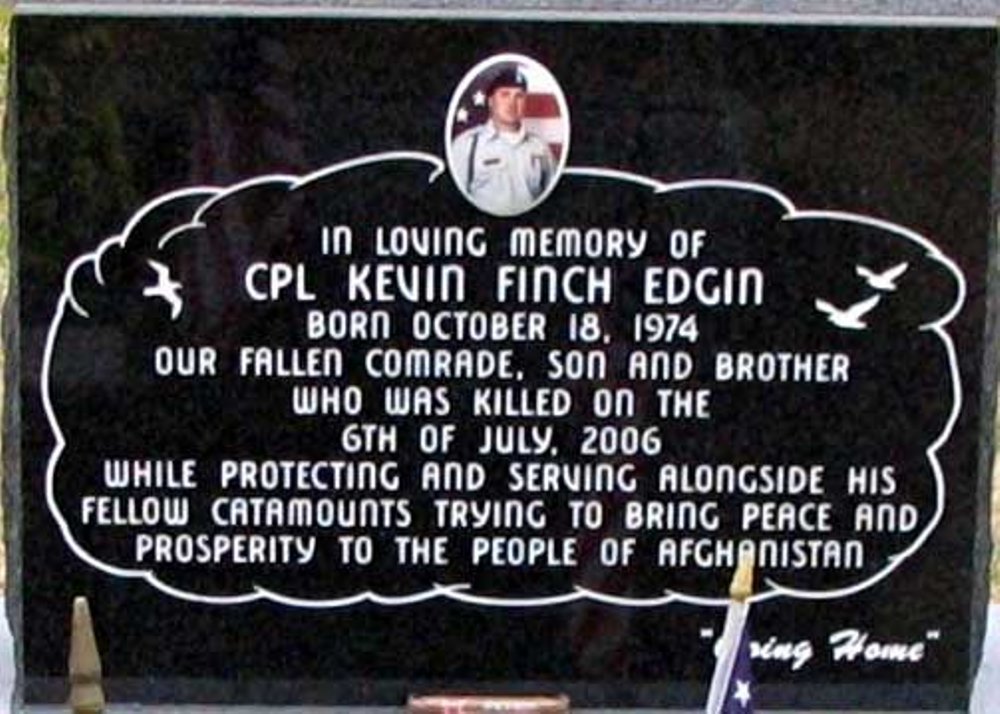 IN LOVING MEMORY OF
CPL KEVIN FINCH EDGIN
BORN OCTOBER 18, 1974
OUR FALLEN COMRADE, SON AND BROTHER
WHO WAS KILLED ON THE
6TH OF JULY, 2006
WHILE PROTECTING AND SERVING ALONGSIDE HIS
FELLOW CATAMOUNTS TRYING TO BRING PEACE AND
PROSPERITY TO THE PEOPLE OF AFGHANISTAN
Home"